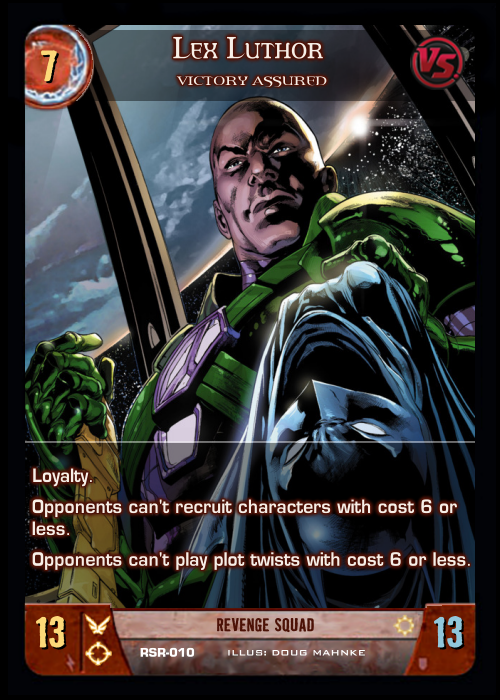 7
Lex Luthor
VS
VICTORY ASSURED
Loyalty.
Opponents can't recruit characters with cost 6 or
less.
Opponents can't play plot twists with cost 6 or less.
13
REVENGE SQUAD
13
RSR-010
ILLUS: DOUG MAHNKE